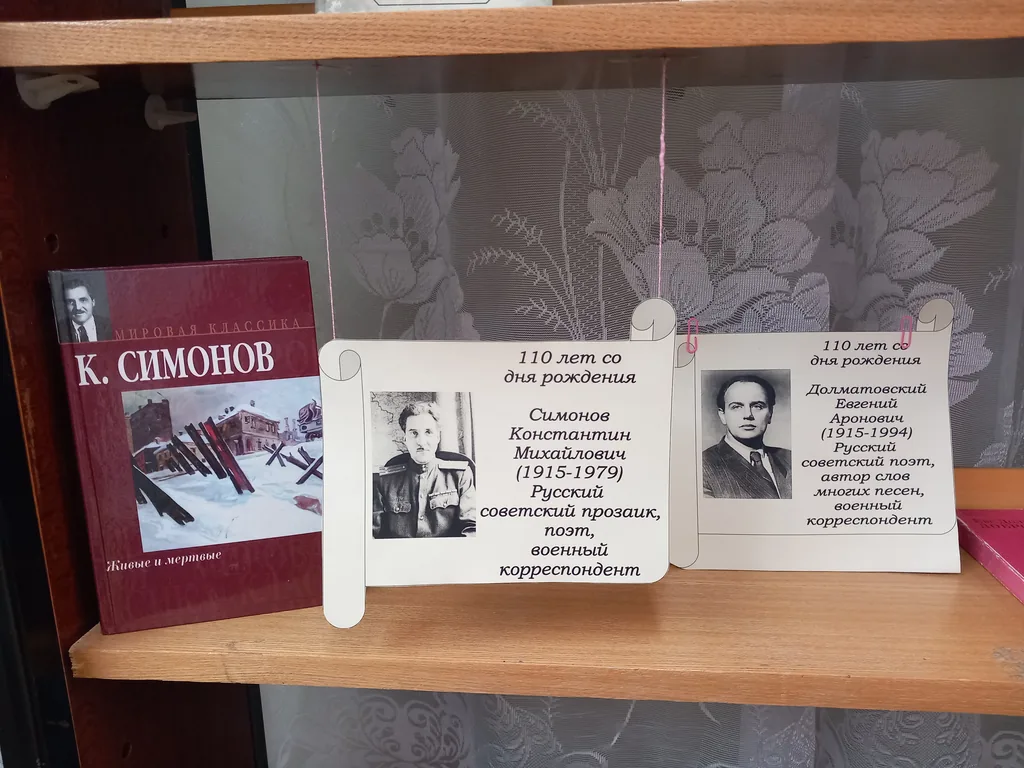 МИРОВАЯ КЛАССИКА
К. СИМОНОВ
Живые и мертвые
110 лет со
дня рождения
Симонов
Константин
Михайлович
(1915-1979)
Русский
советский прозаик,
поэт,
военный
корреспондент
110 лет со
дня рождения
Долматовский
Евгений
Аронович
(1915-1994)
Русский
советский поэт,
автор слов
многих песен,
военный
корреспондент